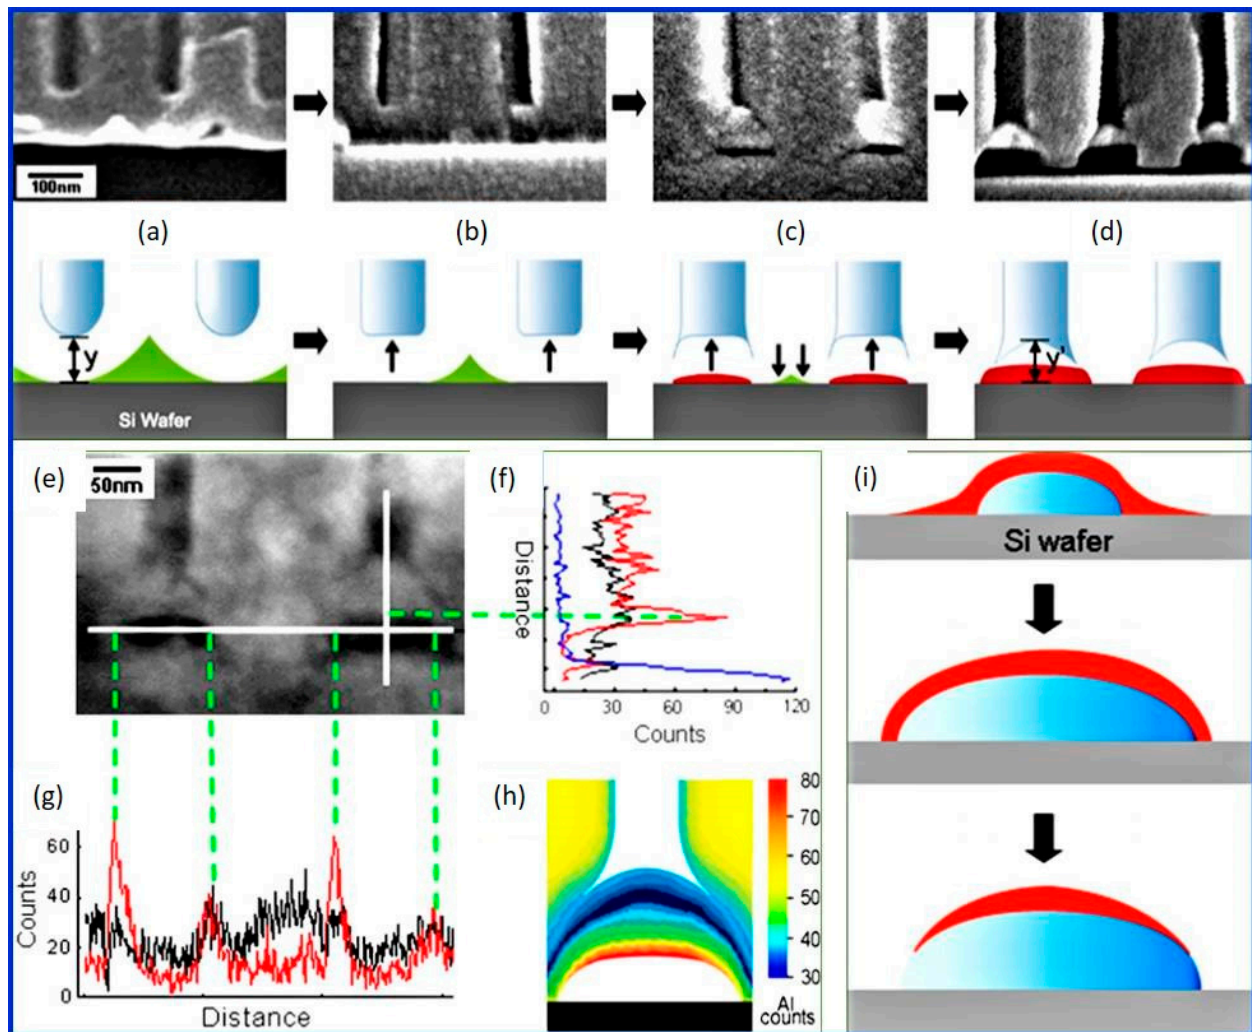 100nm
(a)
(b)
(c)
(d)
y
y'
Si Wafer
(e)
50nm
(f)
(i)
Distance
0 30 60 90 120
Counts
Si wafer
(g)
(h)
60
40
20
0
Counts
Distance
80
70
60
50
40
30
Al
counts